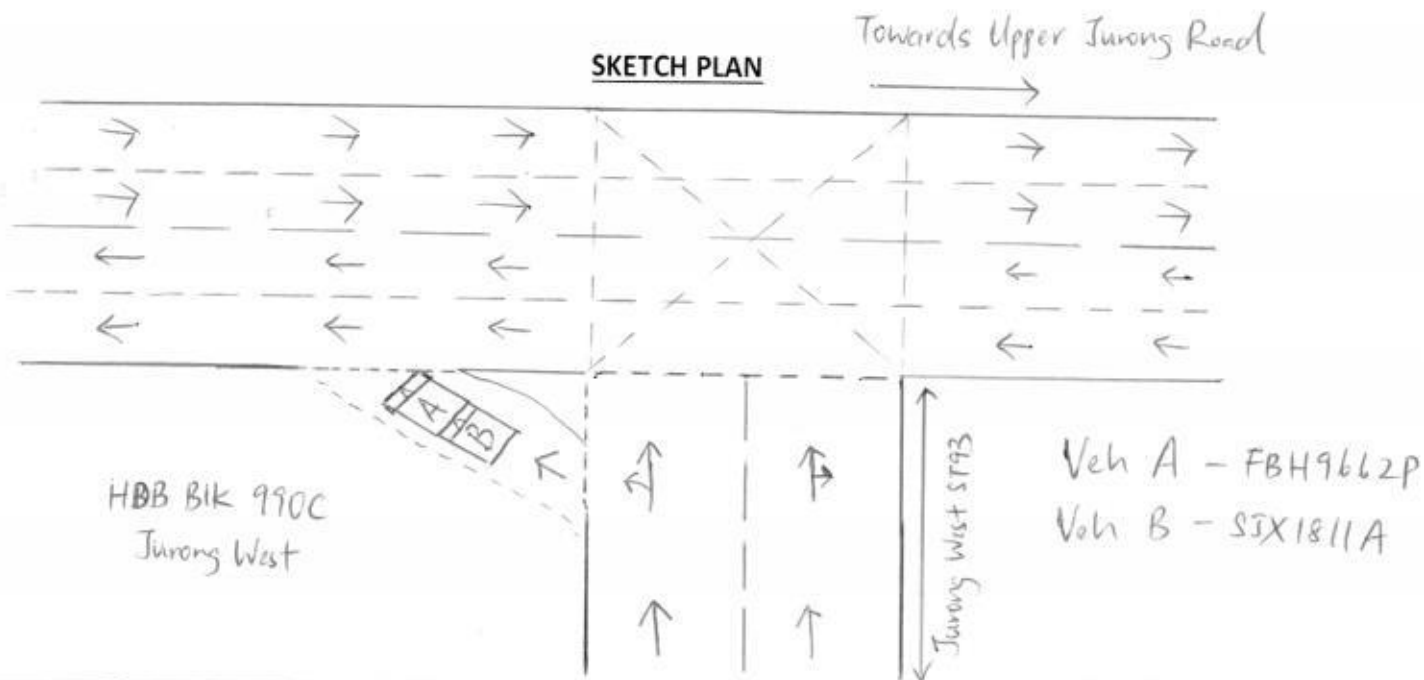 Towards Upper Jurong Road
SKETCH PLAN
A
B
HDB Blk 990C
Jurong West
Jurong West ST93
Veh A - FBH9662P
Veh B - SJX1811A